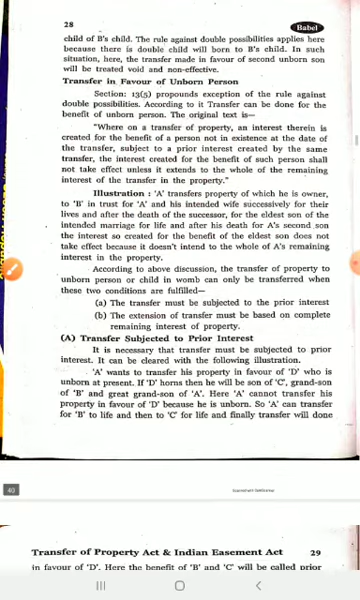 28
Babel
child of B's child. The rule against double possibilities applies here
because there is double child will born to B's child. In such
situation, here, the transfer made in favour of second unborn son
will be treated void and non-effective.
Transfer in Favour of Unborn Person
Section: 13(5) propounds exception of the rule against
double possibilities. According to it Transfer can be done for the
benefit of unborn person. The original text is—
"Where on a transfer of property, an interest therein is
created for the benefit of a person not in existence at the date of
the transfer, subject to a prior interest created by the same
transfer, the interest created for the benefit of such person shall
not take effect unless it extends to the whole of the remaining
interest of the transfer in the property."
Illustration : 'A' transfers property of which he is owner,
to 'B' in trust for 'A' and his intended wife successively for their
lives and after the death of the successor, for the eldest son of the
intended marriage for life and after his death for A's second son
the interest so created for the benefit of the eldest son does not
take effect because it doesn't intend to the whole of A's remaining
interest in the property.
According to above discussion, the transfer of property to
unborn person or child in womb can only be transferred when
these two conditions are fulfilled—
(a) The transfer must be subjected to the prior interest
(b) The extension of transfer must be based on complete
remaining interest of property.
(A) Transfer Subjected to Prior Interest
It is necessary that transfer must be subjected to prior
interest. It can be cleared with the following illustration.
'A' wants to transfer his property in favour of 'D' who is
unborn at present. If 'D' horns then he will be son of 'C', grand-son
of 'B' and great grand-son of 'A'. Here 'A' cannot transfer his
property in favour of 'D' because he is unborn. So 'A' can transfer
for 'B' to life and then to 'C' for life and finally transfer will done
40
Transfer of Property Act & Indian Easement Act 29
in favour of 'D'. Here the benefit of 'B' and 'C' will be called prior